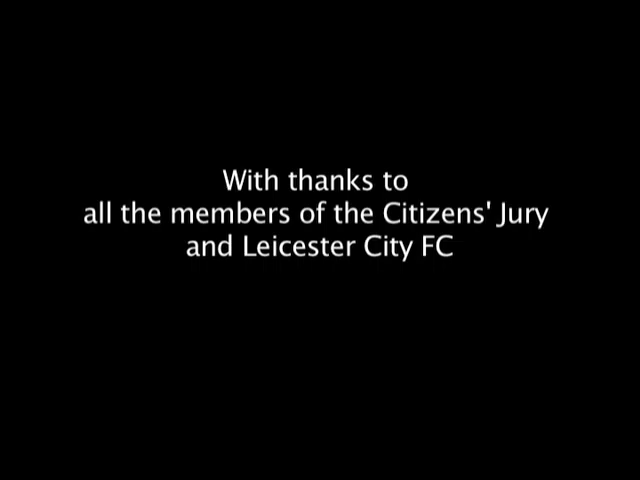 With thanks to
all the members of the Citizens' Jury
and Leicester City FC